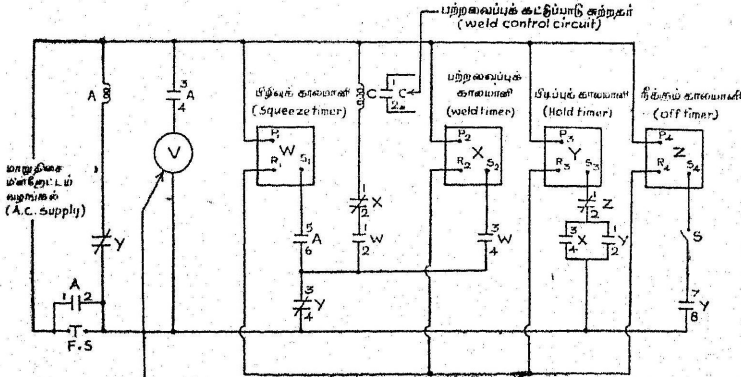 பற்றவைப்புக் கட்டுப்பாடு சுற்றகர்
(weld control circuit)
A
3
A
4
C
1
C
2
பிழிவுக் காலமானி
(Squeeze timer)
பற்றவைப்புக்
காலமானி
(weld timer)
பிடிப்புக் காலமானி
(Hold timer)
நீக்கும் காலமானி
(Off timer)
V
P1
W
R1
S1
P2
X
R2
S2
P3
Y
R3
S3
P4
Z
R4
S4
மாறுதிசை
மின்னோட்டம்
வழங்கல்
(A.C. Supply)
Y
5
A
6
1
X
2
1
W
2
3
W
4
1
Z
2
3
X
4
1
Y
2
S
3
Y
4
7
Y
8
A
1
2
F.S